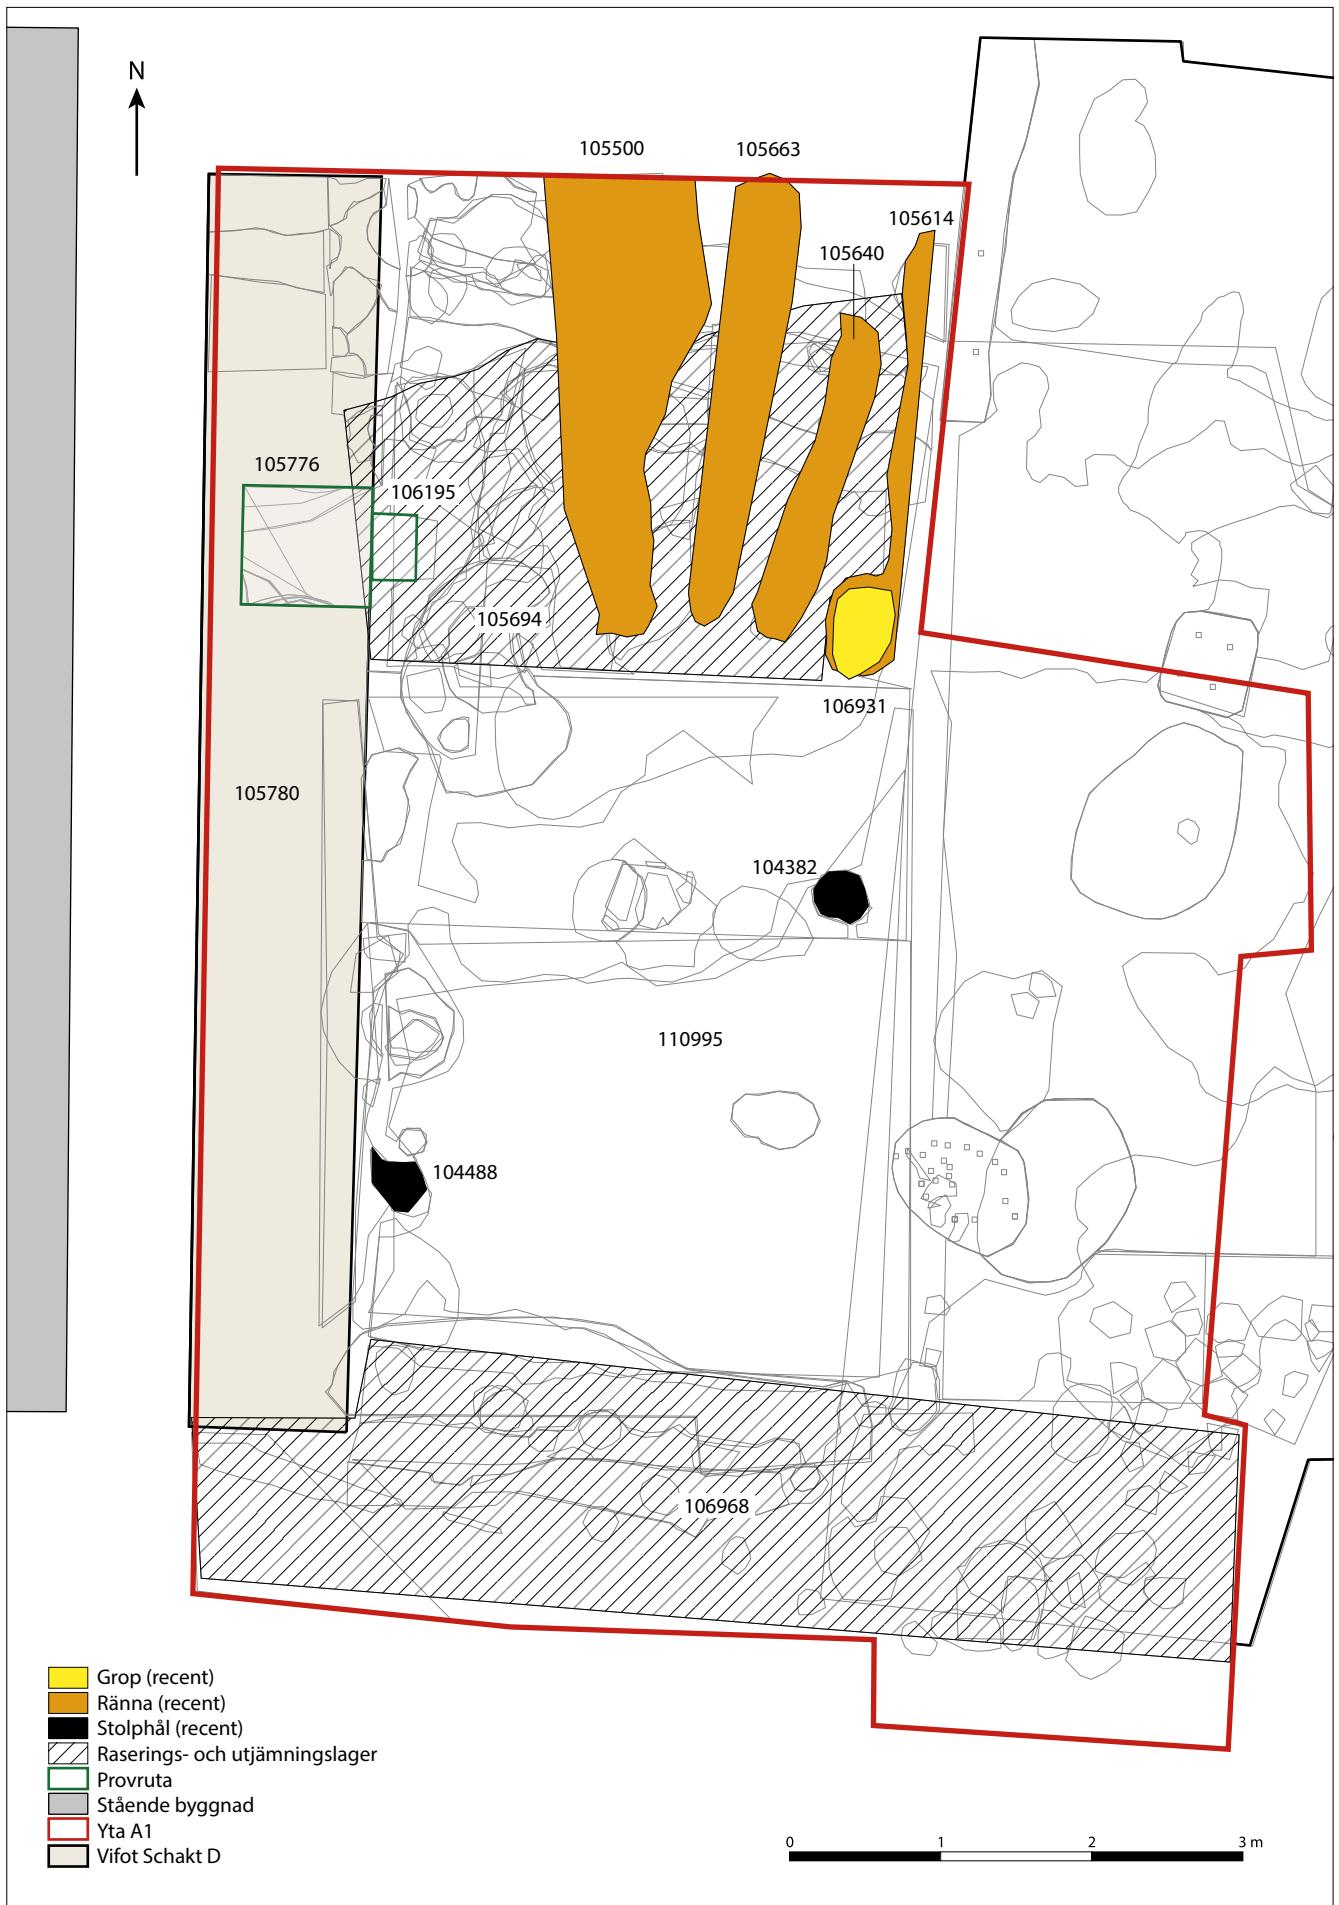 N
105500
105663
105614
105640
105776
106195
105694
106931
105780
104382
110995
104488
106968
Grop (recent)
Ränna (recent)
Stolphål (recent)
Raserings- och utjämningslager
Provruta
Stående byggnad
Yta A1
Vifot Schakt D
0 1 2 3 m